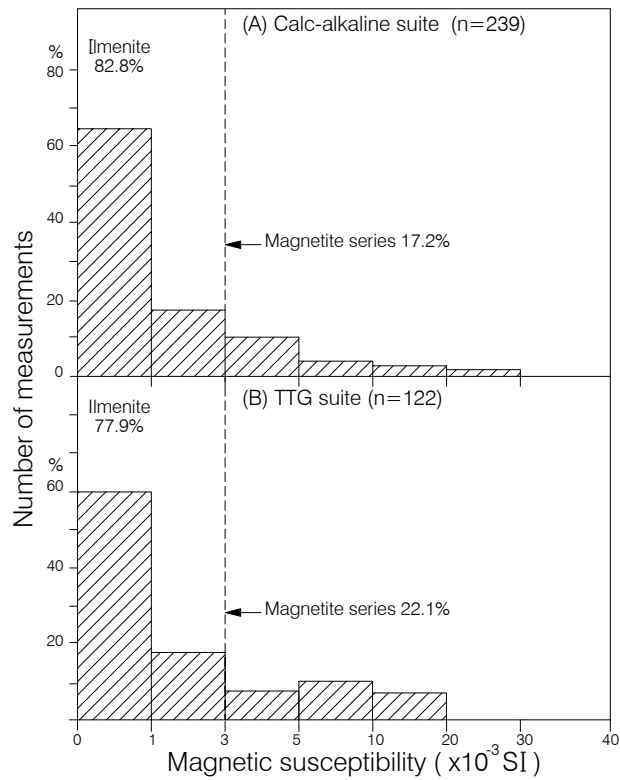 (A) Calc-alkaline suite (n=239)
Ilmenite
82.8%
%
80
60
40
20
0
Magnetite series 17.2%
(B) TTG suite (n=122)
Ilmenite
77.9%
%
60
40
20
Magnetite series 22.1%
Number of measurements
0 1 3 5 10 20 30 40
Magnetic susceptibility ( x10⁻³ SI )